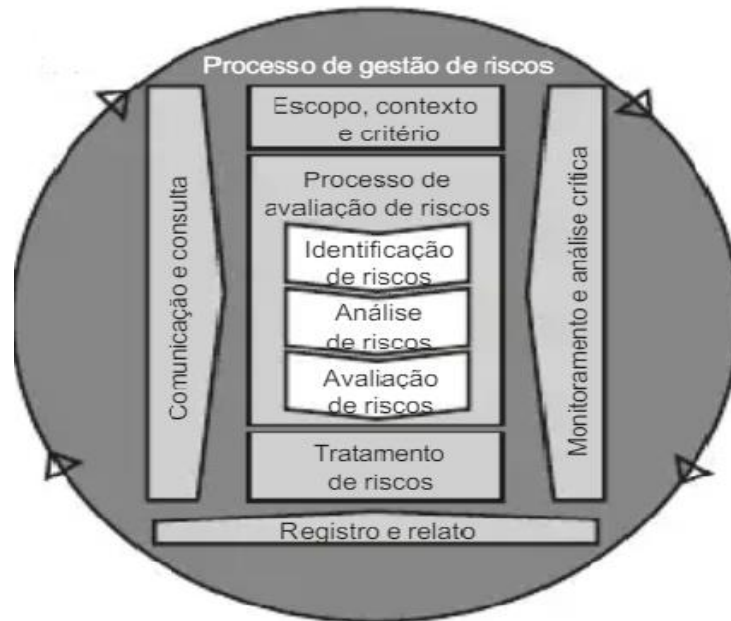 Processo de gestão de riscos
Escopo, contexto
e critério
Processo de
avaliação de riscos
Identificação
de riscos
Análise
de riscos
Avaliação
de riscos
Tratamento
de riscos
Registro e relato
Comunicação e consulta
Monitoramento e análise crítica